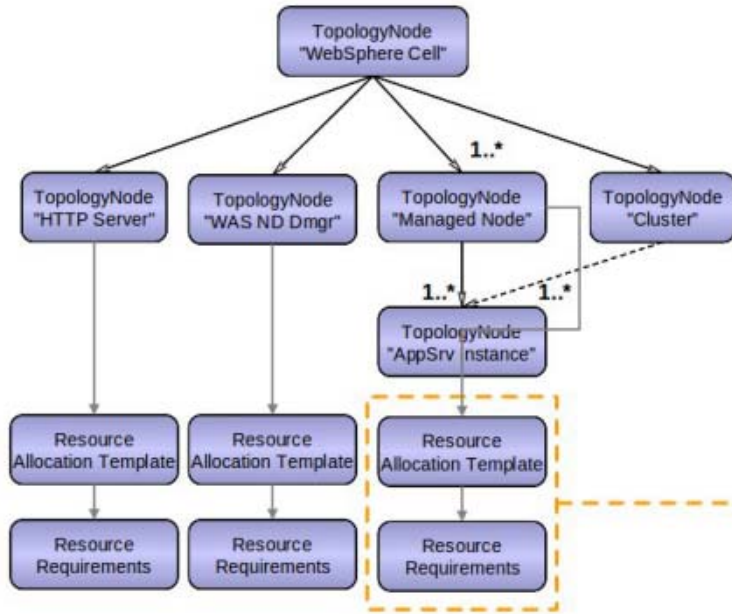 TopologyNode
"WebSphere Cell"
1..*
TopologyNode
"HTTP Server"
TopologyNode
"WAS ND Dmgr"
TopologyNode
"Managed Node"
TopologyNode
"Cluster"
1..*
1..*
TopologyNode
"AppSrv Instance"
Resource
Allocation Template
Resource
Allocation Template
Resource
Allocation Template
Resource
Requirements
Resource
Requirements
Resource
Requirements